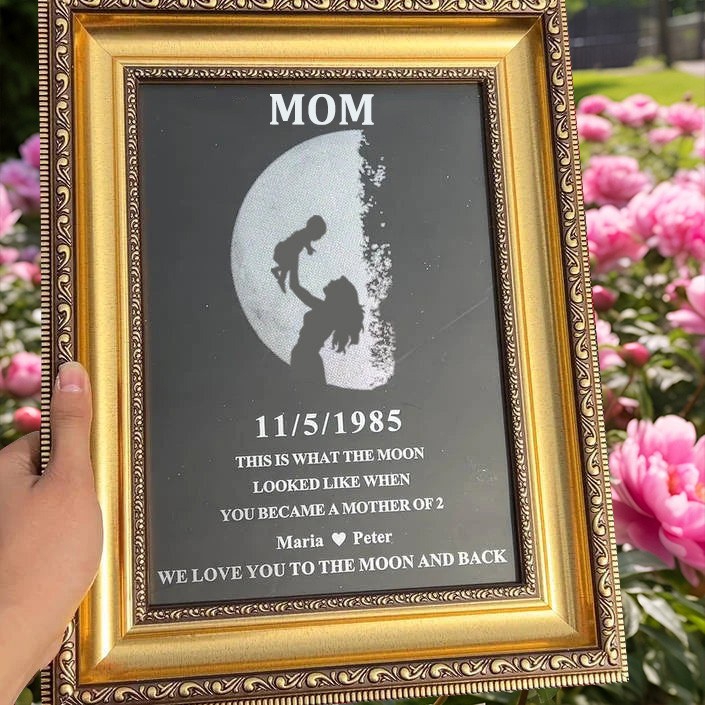 MOM
11/5/1985
THIS IS WHAT THE MOON
LOOKED LIKE WHEN
YOU BECAME A MOTHER OF 2
Maria ♥ Peter
WE LOVE YOU TO THE MOON AND BACK